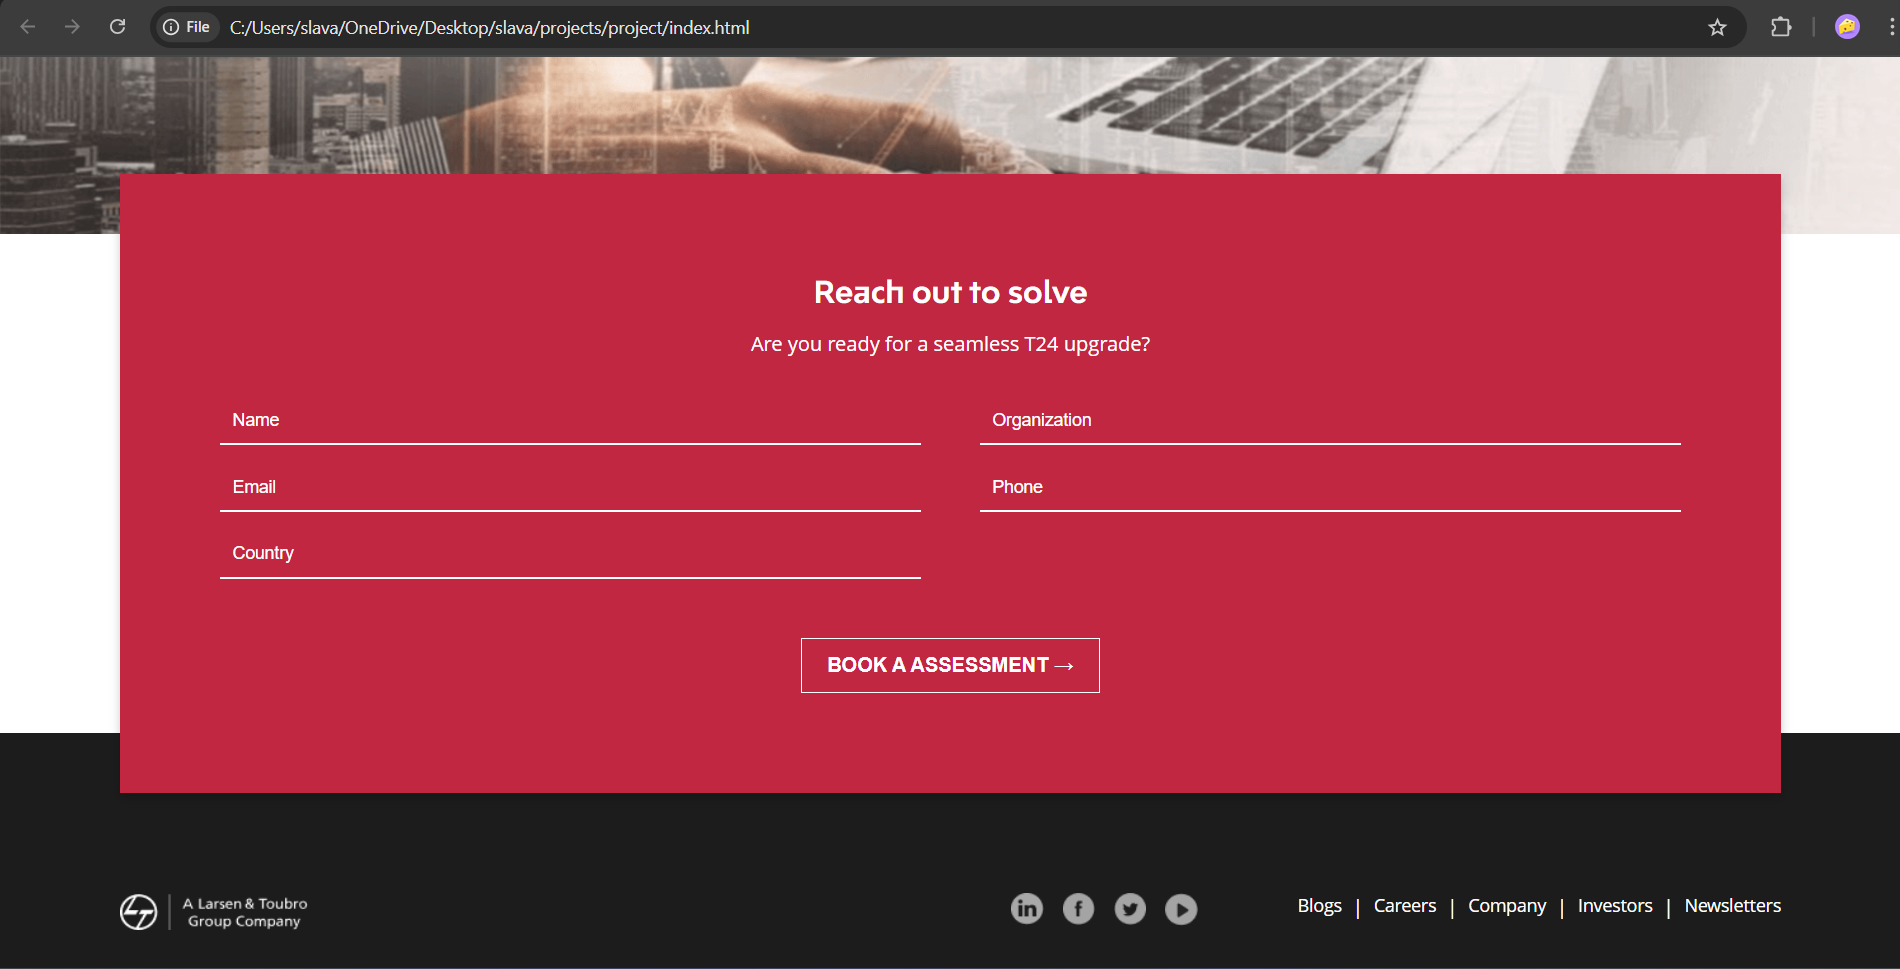 File C:/Users/slava/OneDrive/Desktop/slava/projects/project/index.html
Reach out to solve
Are you ready for a seamless T24 upgrade?
Name
Organization
Email
Phone
Country
BOOK A ASSESSMENT →
A Larsen & Toubro
Group Company
Blogs | Careers | Company | Investors | Newsletters